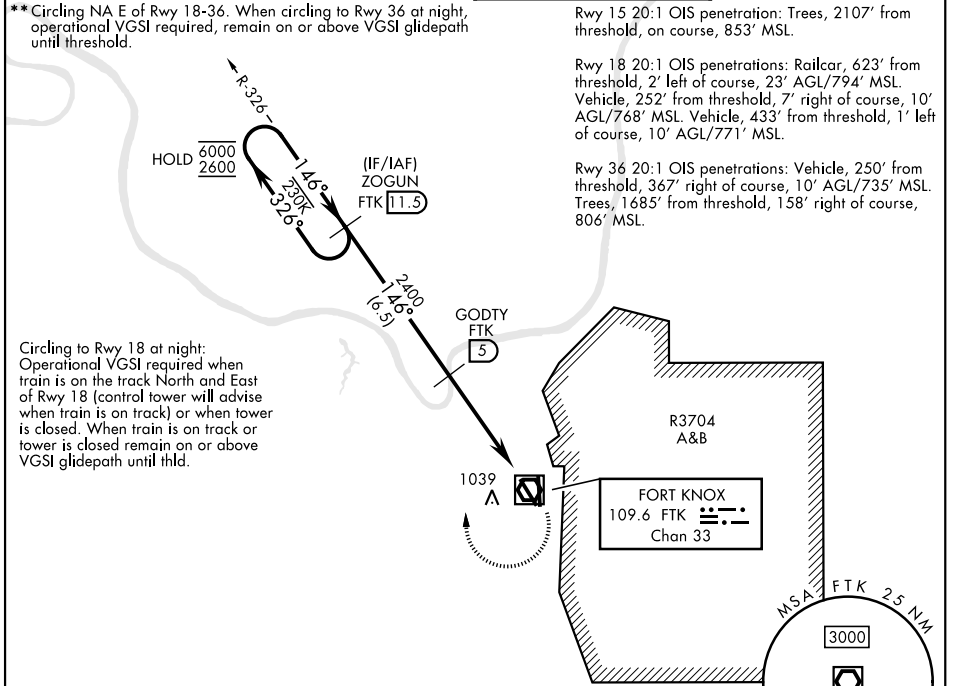 ** Circling NA E of Rwy 18-36. When circling to Rwy 36 at night,
operational VGSI required, remain on or above VGSI glidepath
until threshold.
Rwy 15 20:1 OIS penetration: Trees, 2107' from
threshold, on course, 853' MSL.
Rwy 18 20:1 OIS penetrations: Railcar, 623' from
threshold, 2' left of course, 23' AGL/794' MSL.
Vehicle, 252' from threshold, 7' right of course, 10'
AGL/768' MSL. Vehicle, 433' from threshold, 1' left
of course, 10' AGL/771' MSL.
Rwy 36 20:1 OIS penetrations: Vehicle, 250' from
threshold, 367' right of course, 10' AGL/735' MSL.
Trees, 1685' from threshold, 158' right of course,
806' MSL.
R-326
HOLD 6000
2600
146°
230K
326°
(IF/IAF)
ZOGUN
FTK 11.5
2400
146°
(6.5)
GODTY
FTK
5
Circling to Rwy 18 at night:
Operational VGSI required when
train is on the track North and East
of Rwy 18 (control tower will advise
when train is on track) or when tower
is closed. When train is on track or
tower is closed remain on or above
VGSI glidepath until thld.
R3704
A&B
1039
FORT KNOX
109.6 FTK
Chan 33
MSA FTK 25 NM
3000